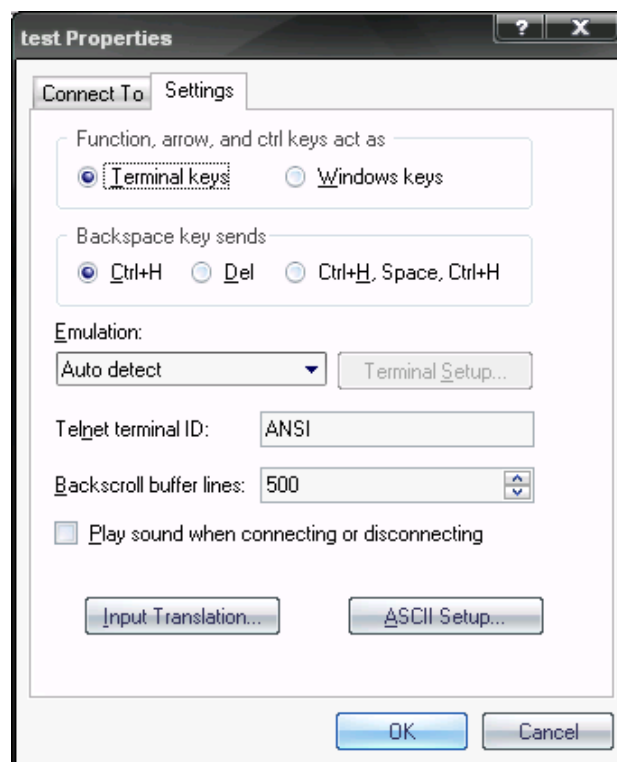 test Properties
? X
Connect To Settings
Function, arrow, and ctrl keys act as
Terminal keys Windows keys
Backspace key sends
Ctrl+H Del Ctrl+H, Space, Ctrl+H
Emulation:
Auto detect Terminal Setup...
Telnet terminal ID: ANSI
Backscroll buffer lines: 500
Play sound when connecting or disconnecting
Input Translation... ASCII Setup...
OK Cancel